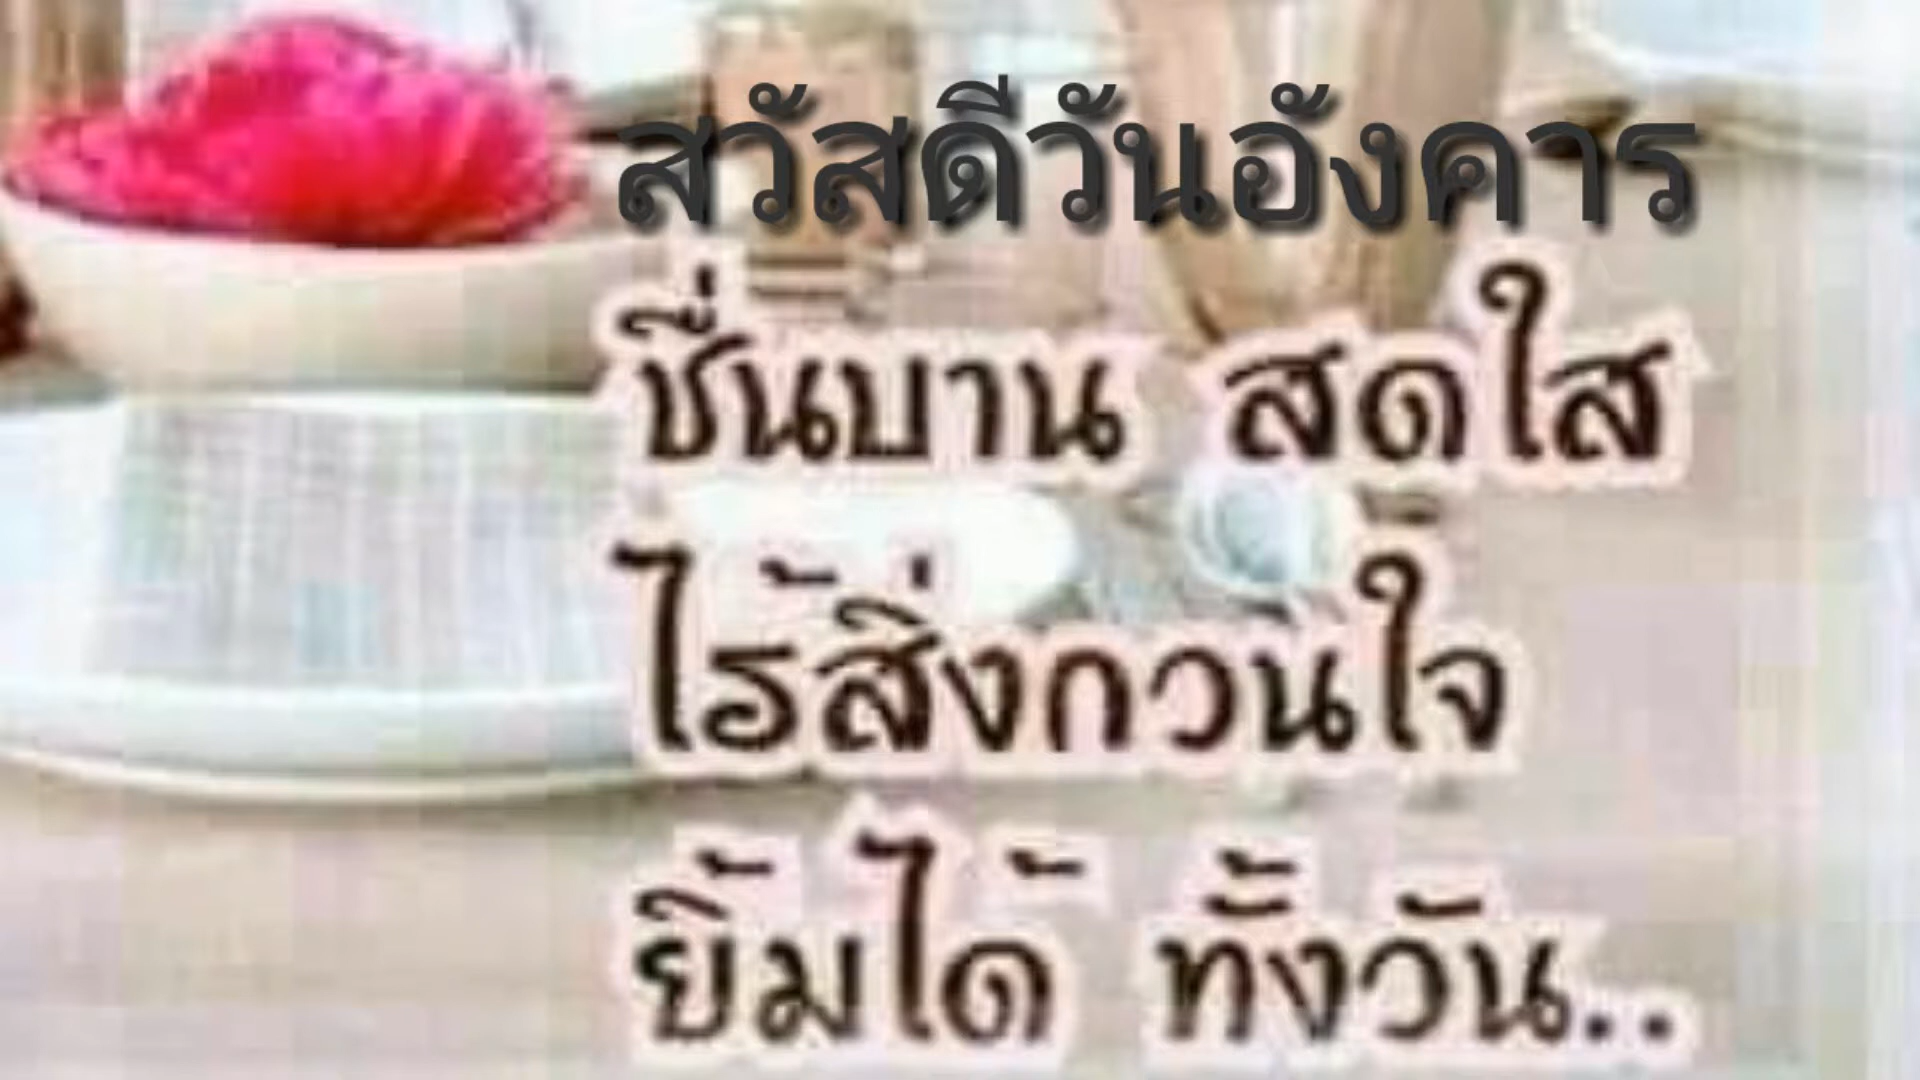 สวัสดีวันอังคาร
ชื่นบาน สดใส
ไร้สิ่งกวนใจ
ยิ้มได้ ทั้งวัน..